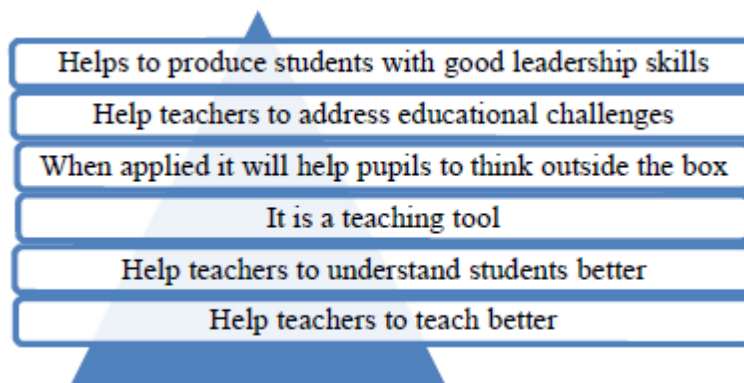 Helps to produce students with good leadership skills
Help teachers to address educational challenges
When applied it will help pupils to think outside the box
It is a teaching tool
Help teachers to understand students better
Help teachers to teach better